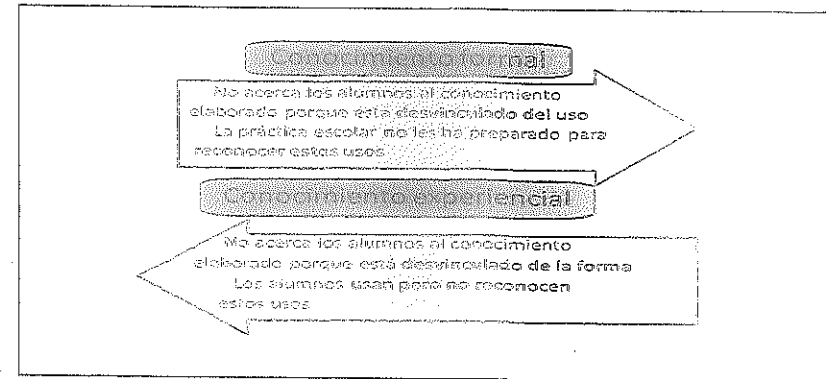 Conocimiento formal
No acerca los alumnos al conocimiento
elaborado porque está desvinculado del uso
La práctica escolar no les ha preparado para
reconocer estos usos
Conocimiento experiencial
No acerca los alumnos al conocimiento
elaborado porque está desvinculado de la forma
Los alumnos usan pero no reconocen
estos usos